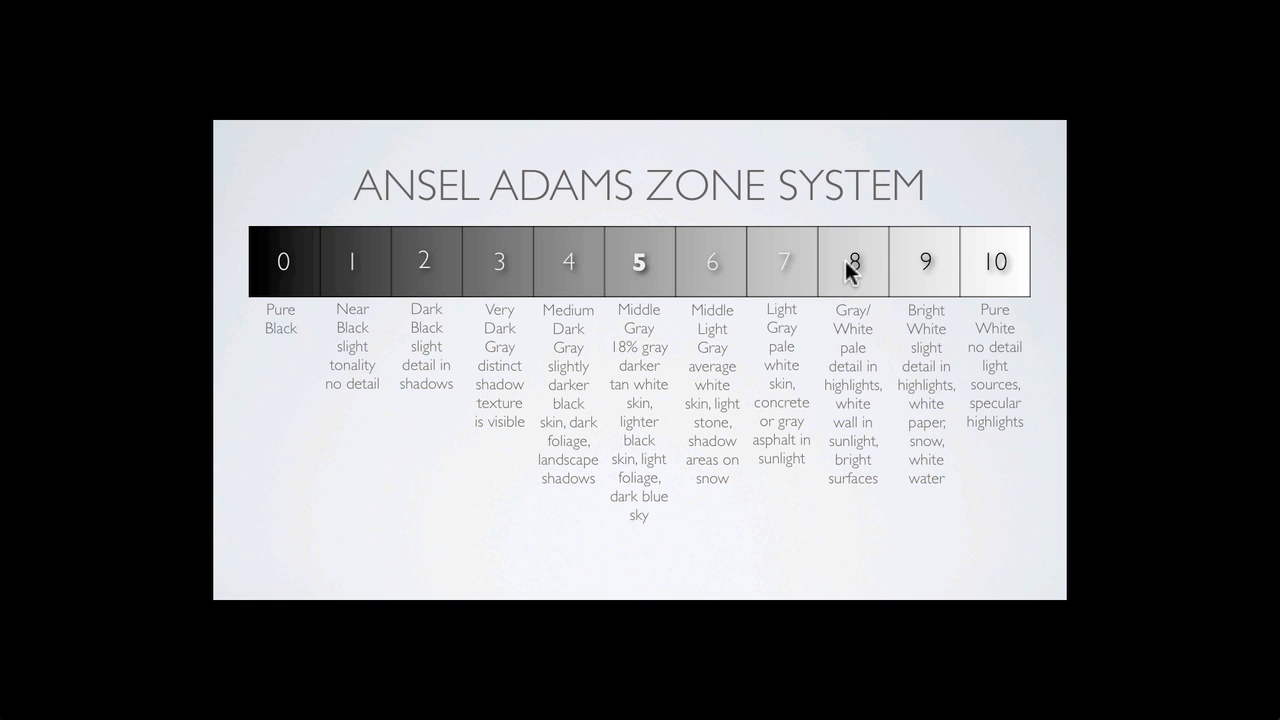 ANSEL ADAMS ZONE SYSTEM
0 1 2 3 4 5 6 7 8 9 10
Pure
Black
Near
Black
slight
tonality
no detail
Dark
Black
slight
detail in
shadows
Very
Dark
Gray
distinct
shadow
texture
is visible
Medium
Dark
Gray
slightly
darker
black
skin, dark
foliage,
landscape
shadows
Middle
Gray
18% gray
darker
tan white
skin,
lighter
black
skin, light
foliage,
dark blue
sky
Middle
Light
Gray
average
white
skin, light
stone,
shadow
areas on
snow
Light
Gray
pale
white
skin,
concrete
or gray
asphalt in
sunlight
Gray/
White
pale
detail in
highlights,
white
wall in
sunlight,
bright
surfaces
Bright
White
slight
detail in
highlights,
white
paper,
snow,
white
water
Pure
White
no detail
light
sources,
specular
highlights